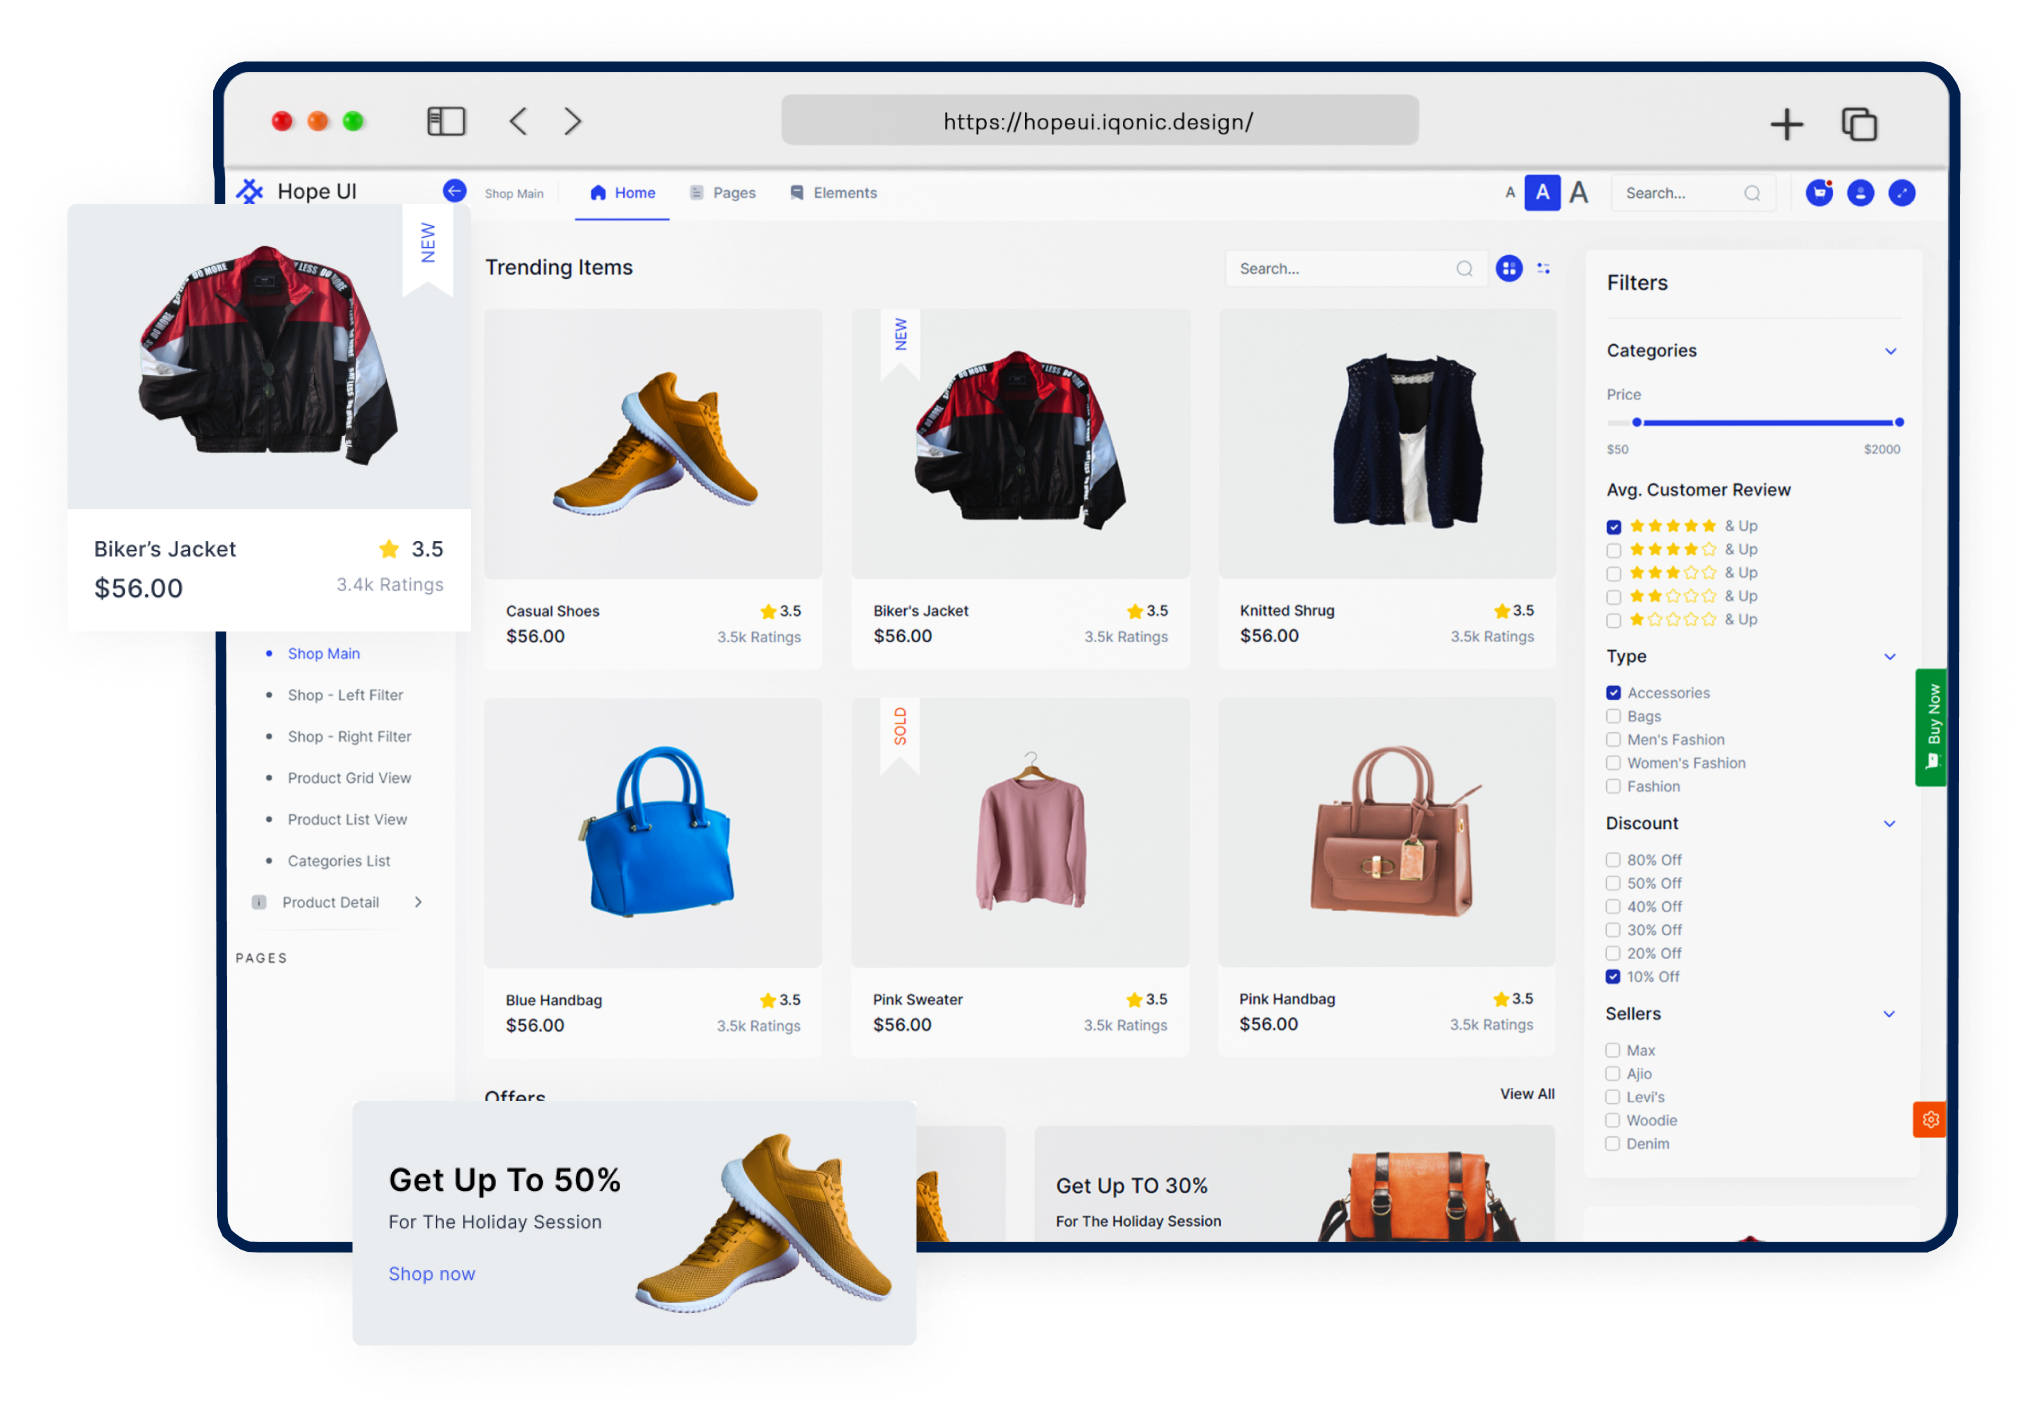 https://hopeui.iqonic.design/
Hope UI
Shop Main
Home
Pages
Elements
A
A
A
Search...
NEW
Biker's Jacket
3.5
$56.00
3.4k Ratings
Shop Main
Shop - Left Filter
Shop - Right Filter
Product Grid View
Product List View
Categories List
Product Detail
PAGES
Trending Items
Search...
Casual Shoes
3.5
$56.00
3.5k Ratings
NEW
Biker's Jacket
3.5
$56.00
3.5k Ratings
Knitted Shrug
3.5
$56.00
3.5k Ratings
Blue Handbag
3.5
$56.00
3.5k Ratings
SOLD
Pink Sweater
3.5
$56.00
3.5k Ratings
Pink Handbag
3.5
$56.00
3.5k Ratings
Offers
View All
Get Up To 50%
For The Holiday Session
Shop now
Get Up TO 30%
For The Holiday Session
Filters
Categories
Price
$50
$2000
Avg. Customer Review
& Up
& Up
& Up
& Up
& Up
Type
Accessories
Bags
Men's Fashion
Women's Fashion
Fashion
Discount
80% Off
50% Off
40% Off
30% Off
20% Off
10% Off
Sellers
Max
Ajio
Levi's
Woodie
Denim
Buy Now